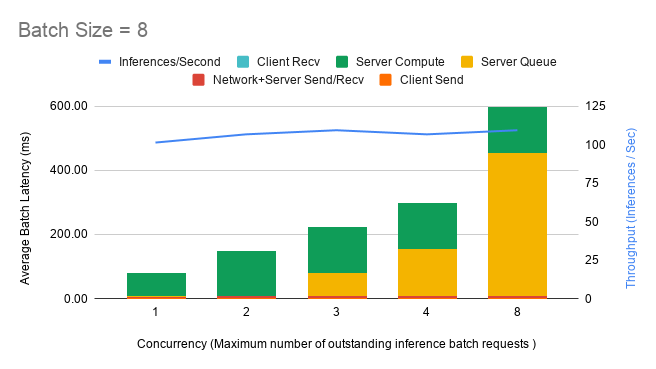 Batch Size = 8
Inferences/Second Client Recv Server Compute Server Queue
Network+Server Send/Recv Client Send
600.00 125
100
400.00
75
50
200.00
25
0.00 0
1 2 3 4 8
Average Batch Latency (ms)
Throughput (Inferences / Sec)
Concurrency (Maximum number of outstanding inference batch requests )